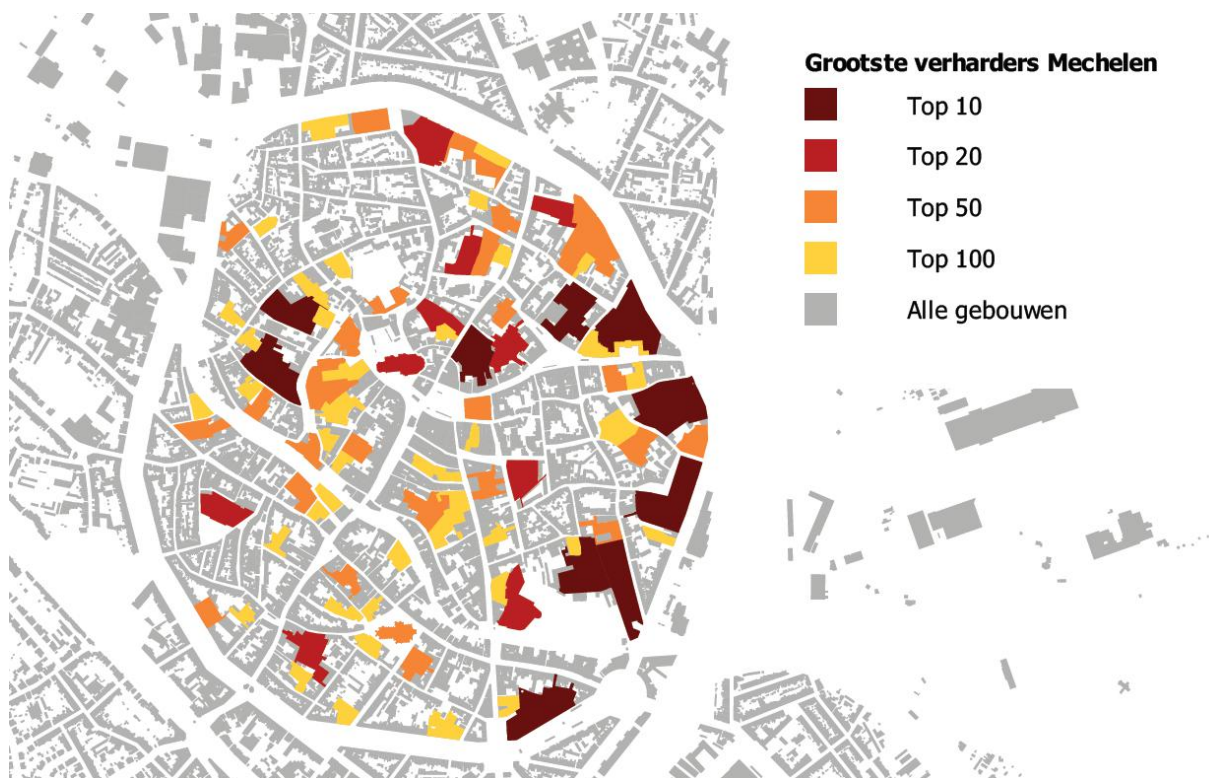 Grootste verharders Mechelen
Top 10
Top 20
Top 50
Top 100
Alle gebouwen